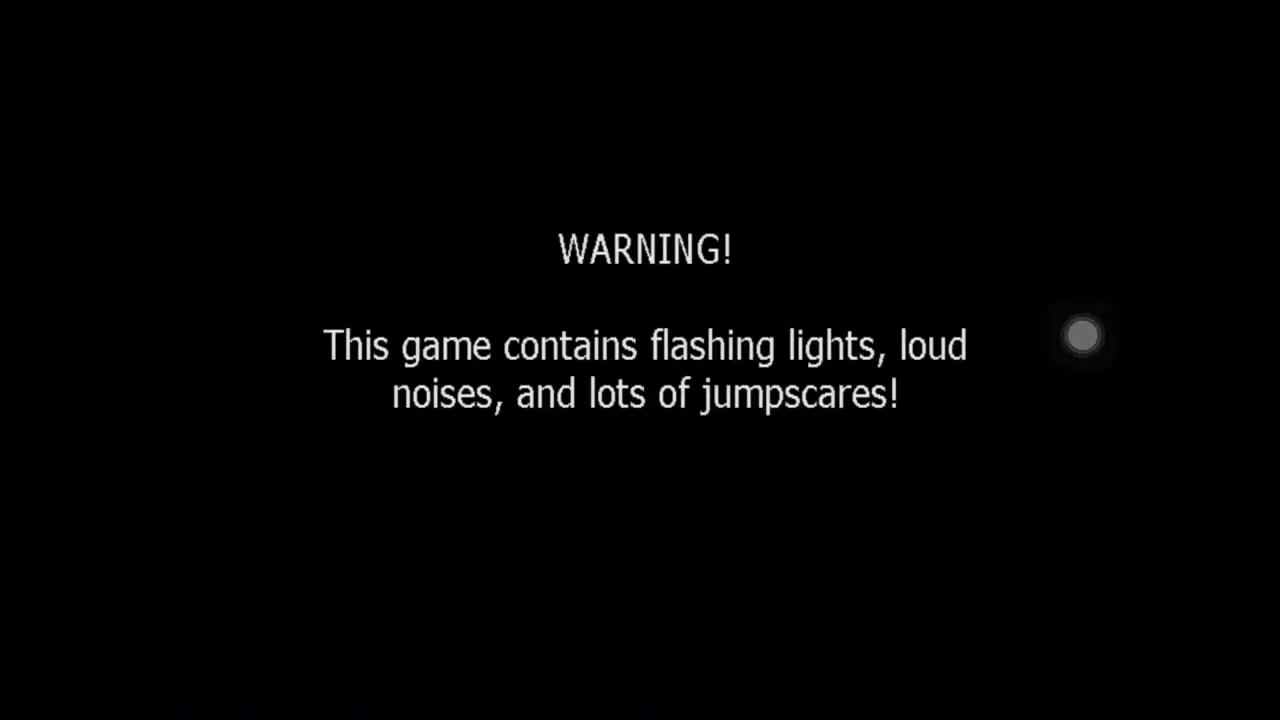 WARNING!
This game contains flashing lights, loud
noises, and lots of jumpscares!